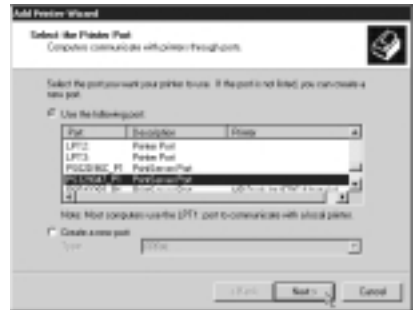 Add Printer Wizard
Select the Printer Port
Computers communicate with printers through ports.
Select the port you want your printer to use. If the port is not listed, you can create a
new port.
Use the following port:
Port Description Printer
LPT2: Printer Port
LPT3: Printer Port
PrintServer Port
PrintServer Port
Note: Most computers use the LPT1: port to communicate with a local printer.
Create a new port:
Type:
< Back Next > Cancel